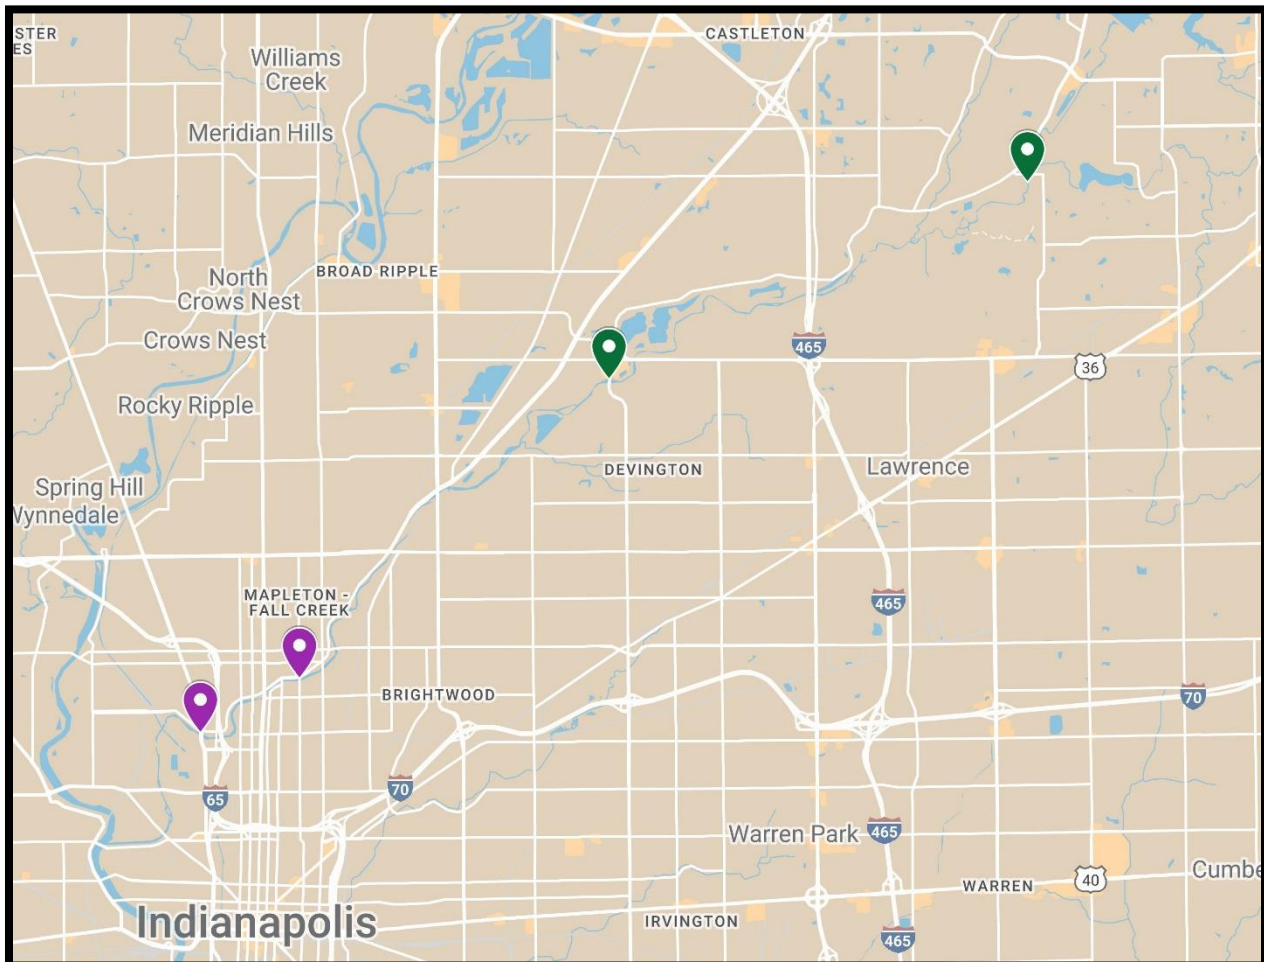 STER
ES
CASTLETON
Williams
Creek
Meridian Hills
BROAD RIPPLE
North
Crows Nest
Crows Nest
465
36
Rocky Ripple
DEVINGTON
Lawrence
Spring Hill
Wynnedale
MAPLETON -
FALL CREEK
465
BRIGHTWOOD
70
70
65
Warren Park
465
WARREN
40
Cumbe
Indianapolis
IRVINGTON
465